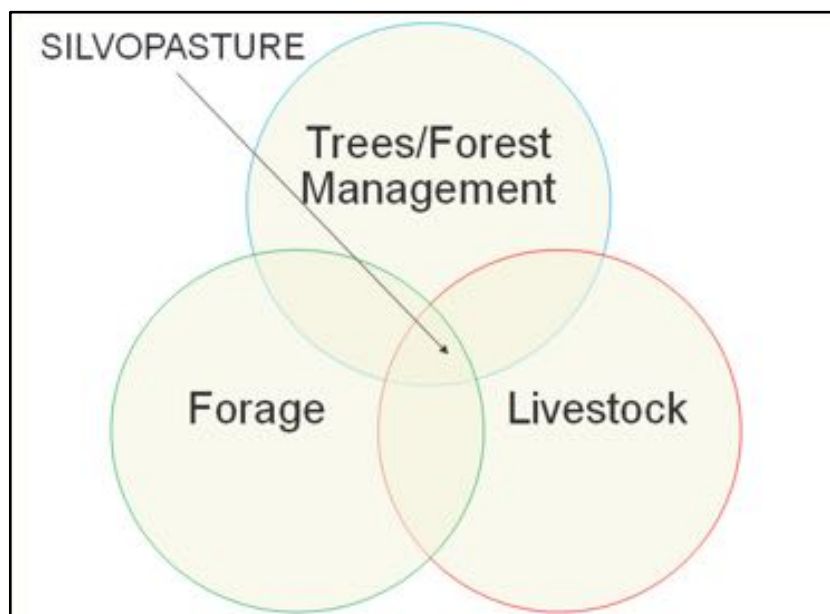 SILVOPASTURE
Trees/Forest
Management
Forage
Livestock